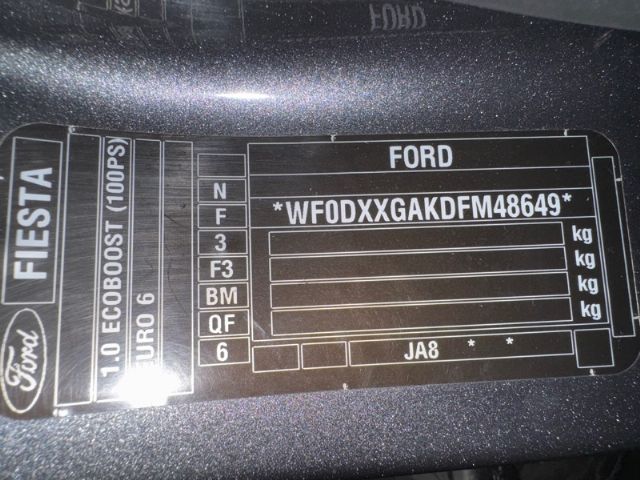 FORD
Ford
FIESTA
1.0 ECOBOOST (100PS)
EURO 6
FORD
N
F *WF0DXXGAKDFM48649*
3 kg
F3 kg
BM kg
QF kg
6 JA8 * *